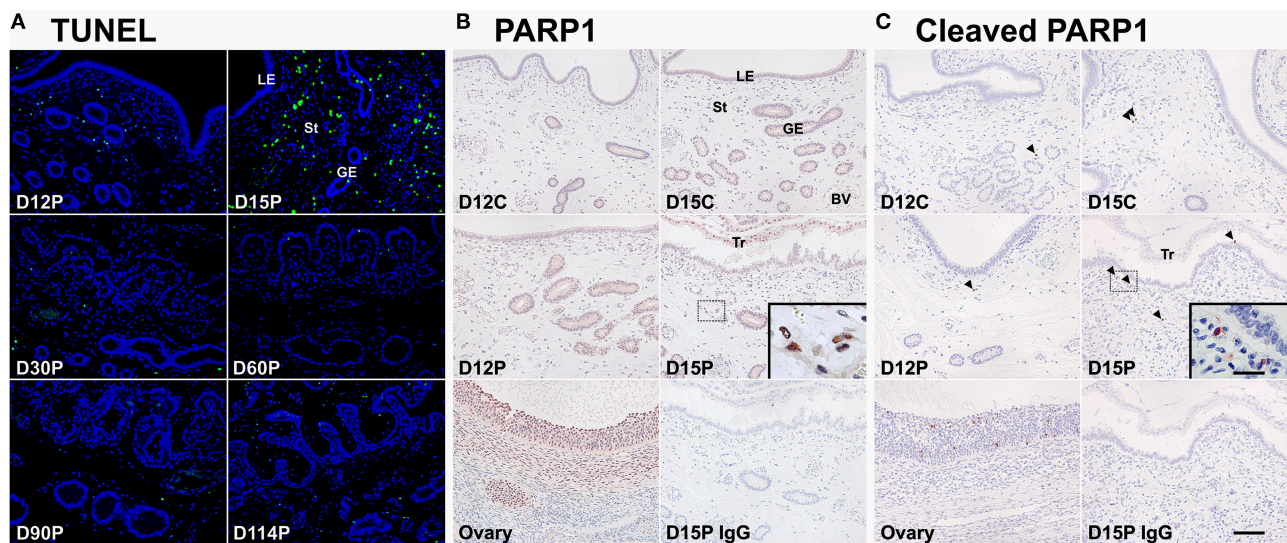 A TUNEL
B PARP1
C Cleaved PARP1
LE
St
GE
D12P
D15P
D30P
D60P
D90P
D114P
LE
St
GE
BV
D12C
D15C
Tr
D12P
D15P
Ovary
D15P IgG
D12C
D15C
Tr
D12P
D15P
Ovary
D15P IgG